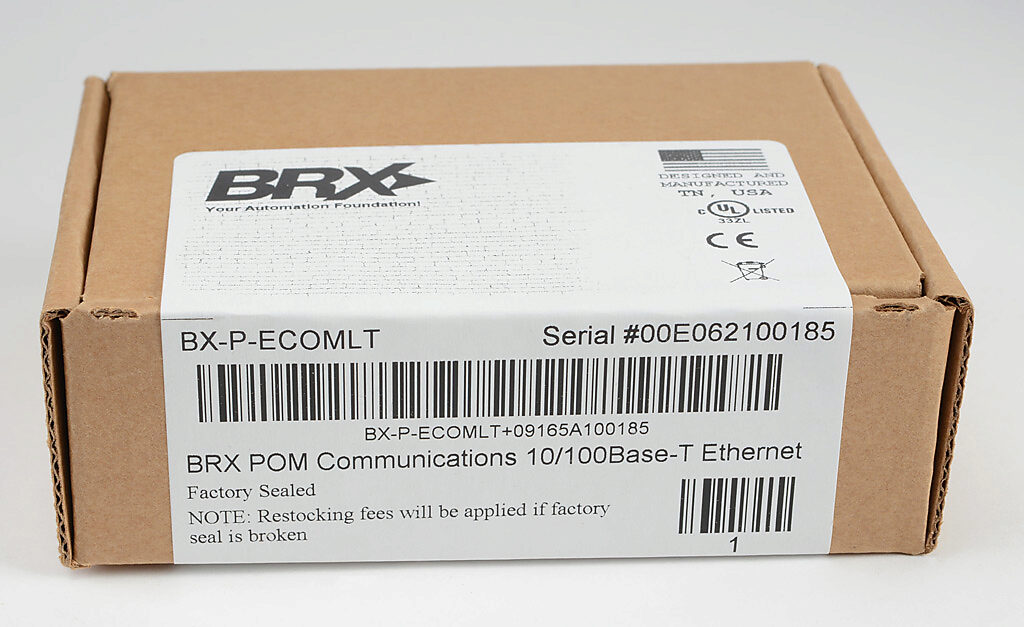 BRX
Your Automation Foundation!
DESIGNED AND
MANUFACTURED
TN, USA
C UL LISTED
33ZL
CE
BX-P-ECOMLT
Serial #00E062100185
BX-P-ECOMLT+09165A100185
BRX POM Communications 10/100Base-T Ethernet
Factory Sealed
NOTE: Restocking fees will be applied if factory
seal is broken
1